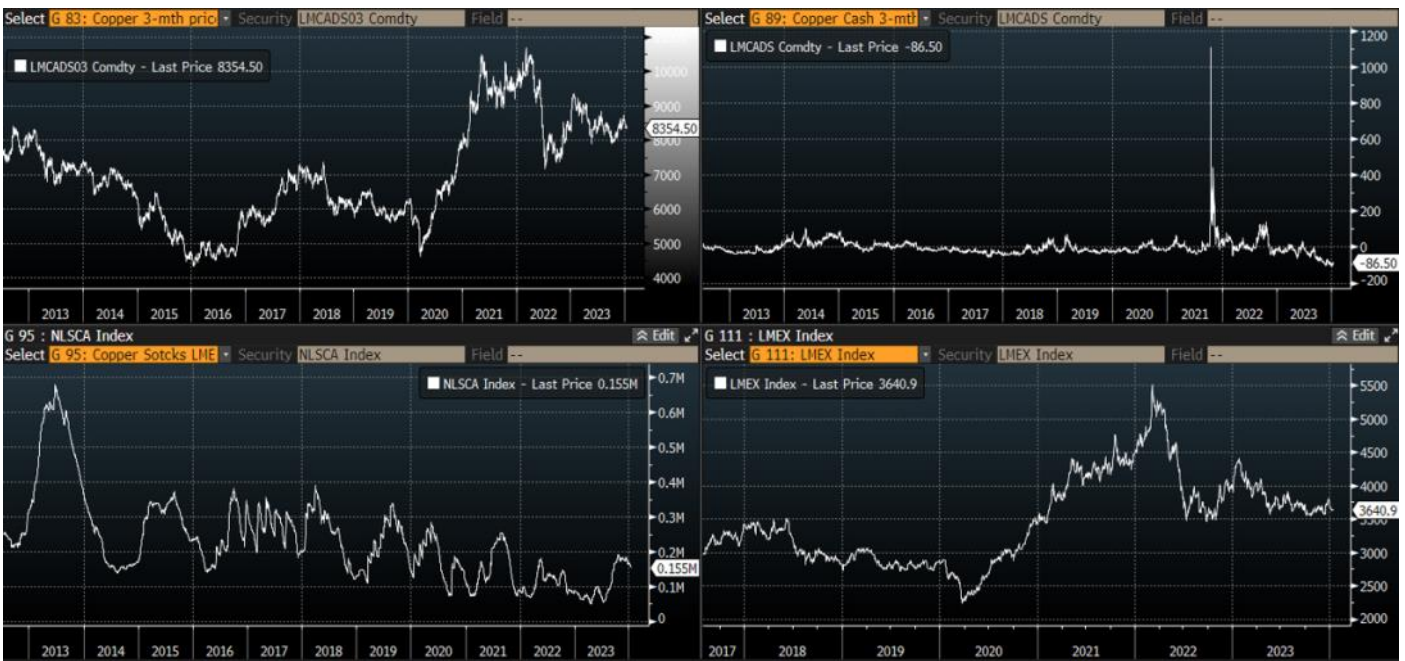 Select G 83: Copper 3-mth pric Security LMCADS03 Comdty Field --
LMCADS03 Comdty - Last Price 8354.50
10000
9000
8354.50
8000
7000
6000
5000
4000
2013 2014 2015 2016 2017 2018 2019 2020 2021 2022 2023
Select G 89: Copper Cash 3-mth Security LMCADS Comdty Field --
LMCADS Comdty - Last Price -86.50
1200
1000
800
600
400
200
0
-86.50
-200
2013 2014 2015 2016 2017 2018 2019 2020 2021 2022 2023
G 95 : NLSCA Index Edit
Select G 95: Copper Sotcks LME Security NLSCA Index Field --
NLSCA Index - Last Price 0.155M
0.7M
0.6M
0.5M
0.4M
0.3M
0.2M
0.155M
0.1M
0
2013 2014 2015 2016 2017 2018 2019 2020 2021 2022 2023
G 111 : LMEX Index Edit
Select G 111: LMEX Index Security LMEX Index Field --
LMEX Index - Last Price 3640.9
5500
5000
4500
4000
3640.9
3500
3000
2500
2000
2017 2018 2019 2020 2021 2022 2023